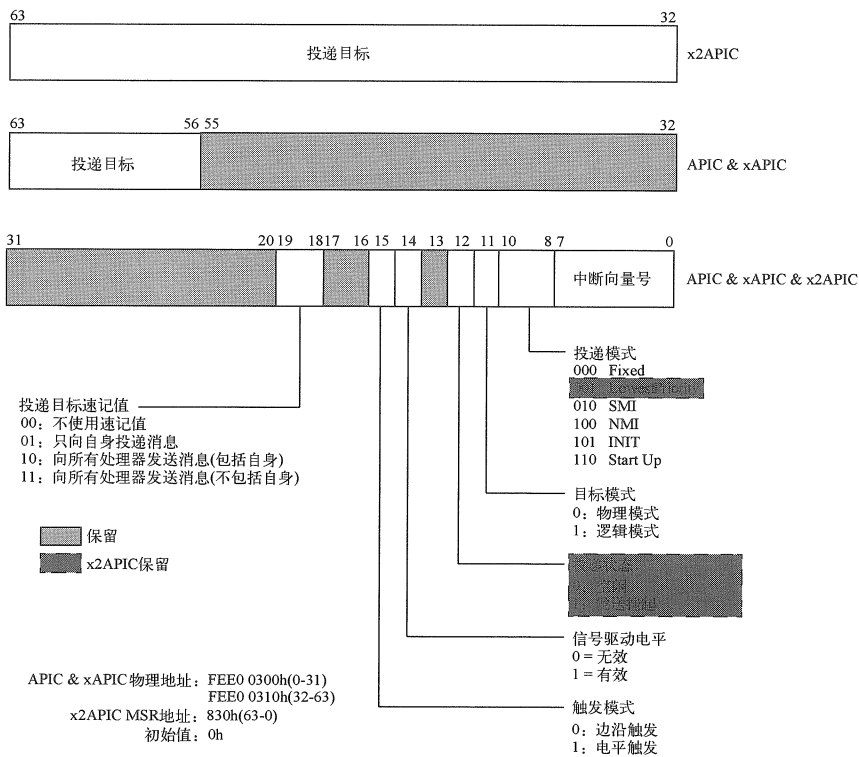 63 32
投递目标 x2APIC
63 56 55 32
投递目标 APIC & xAPIC
31 20 19 18 17 16 15 14 13 12 11 10 8 7 0
中断向量号 APIC & xAPIC & x2APIC
投递模式
000 Fixed
LowestPriority
010 SMI
100 NMI
101 INIT
110 Start Up
投递目标速记值
00：不使用速记值
01：只向自身投递消息
10：向所有处理器发送消息(包括自身)
11：向所有处理器发送消息(不包括自身)
目标模式
0：物理模式
1：逻辑模式
保留
x2APIC保留
状态
信号驱动电平
0 = 无效
1 = 有效
APIC & xAPIC 物理地址：FEE0 0300h(0-31)
FEE0 0310h(32-63)
x2APIC MSR地址：830h(63-0)
初始值：0h
触发模式
0：边沿触发
1：电平触发